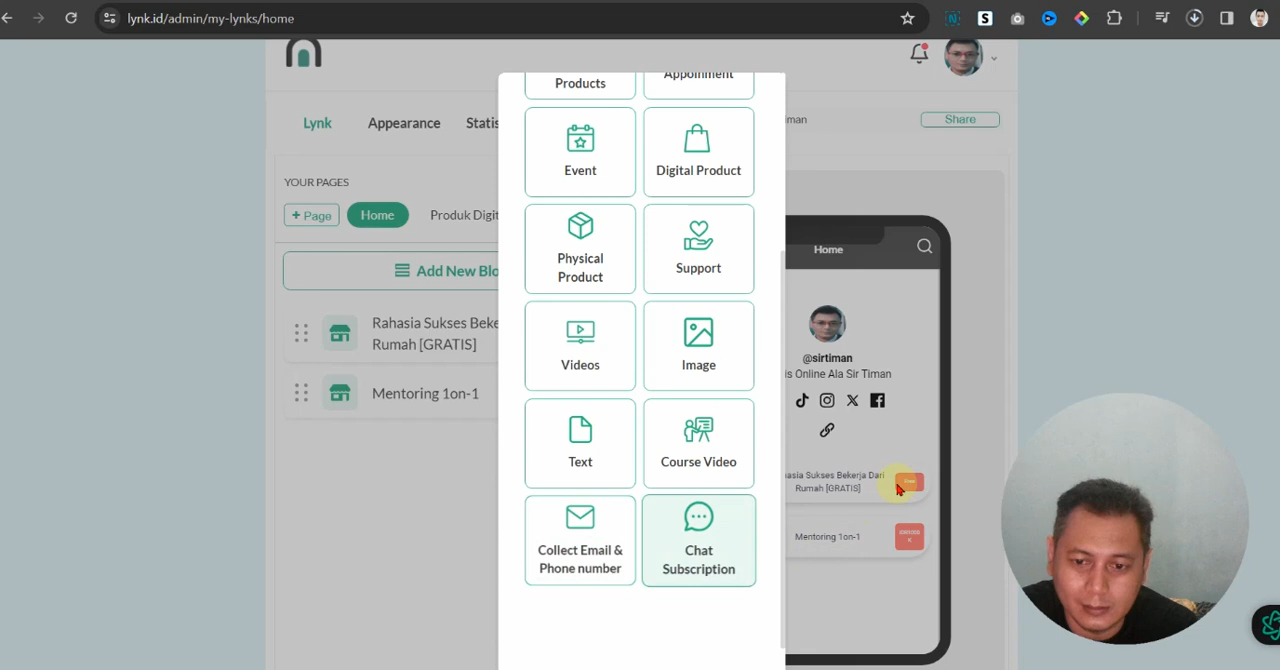 lynk.id/admin/my-lynks/home
Lynk
Appearance
Statis
iman
Share
YOUR PAGES
+ Page
Home
Produk Digit
Add New Blo
Rahasia Sukses Beke
Rumah [GRATIS]
Mentoring 1on-1
Products
Appoinment
Event
Digital Product
Physical
Product
Support
Videos
Image
Text
Course Video
Collect Email &
Phone number
Chat
Subscription
Home
@sirtiman
is Online Ala Sir Timan
asia Sukses Bekerja Dari
Rumah [GRATIS]
Mentoring 1on-1